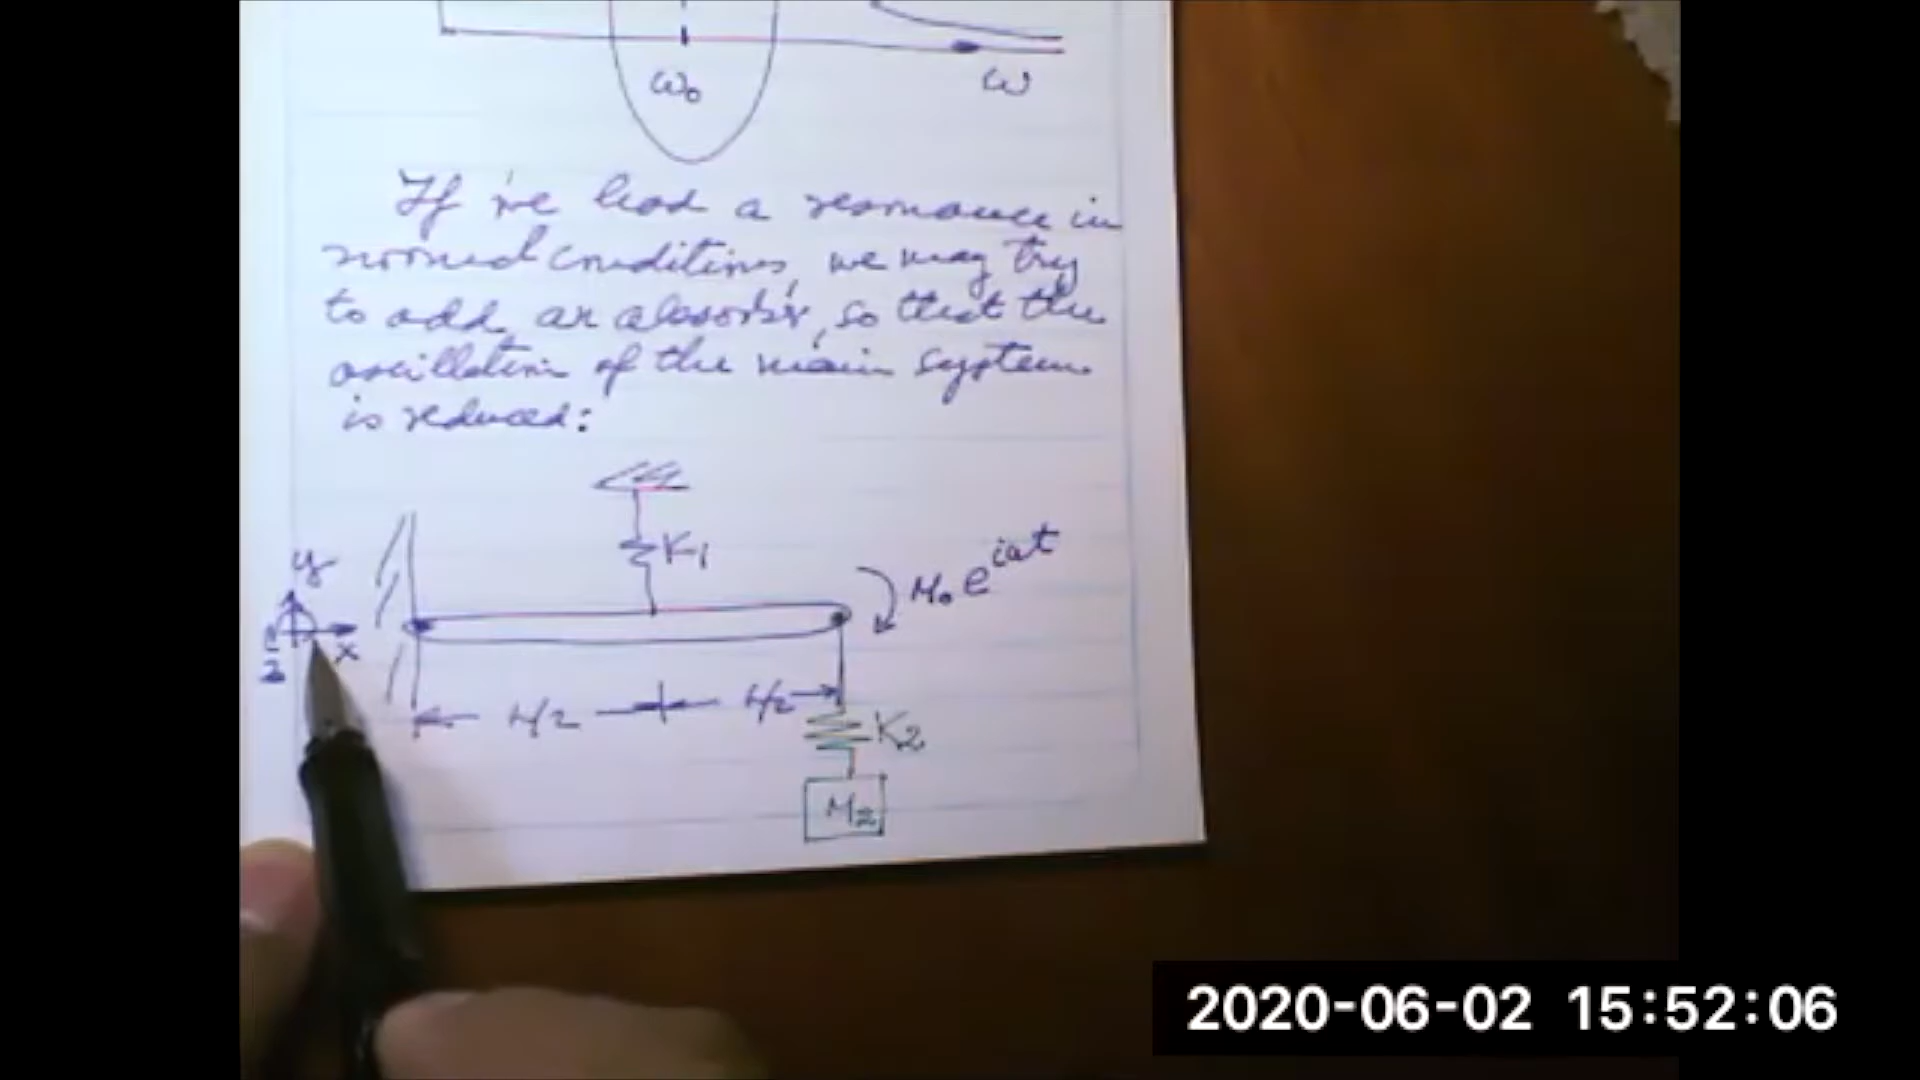 ω₀ ω
If we had a resonance in
normal conditions, we may try
to add an absorber, so that the
oscillation of the main system
is reduced:
y K₁ M₀ e^iωt
x
L/2 L/2
K₂
M₂
2020-06-02 15:52:06